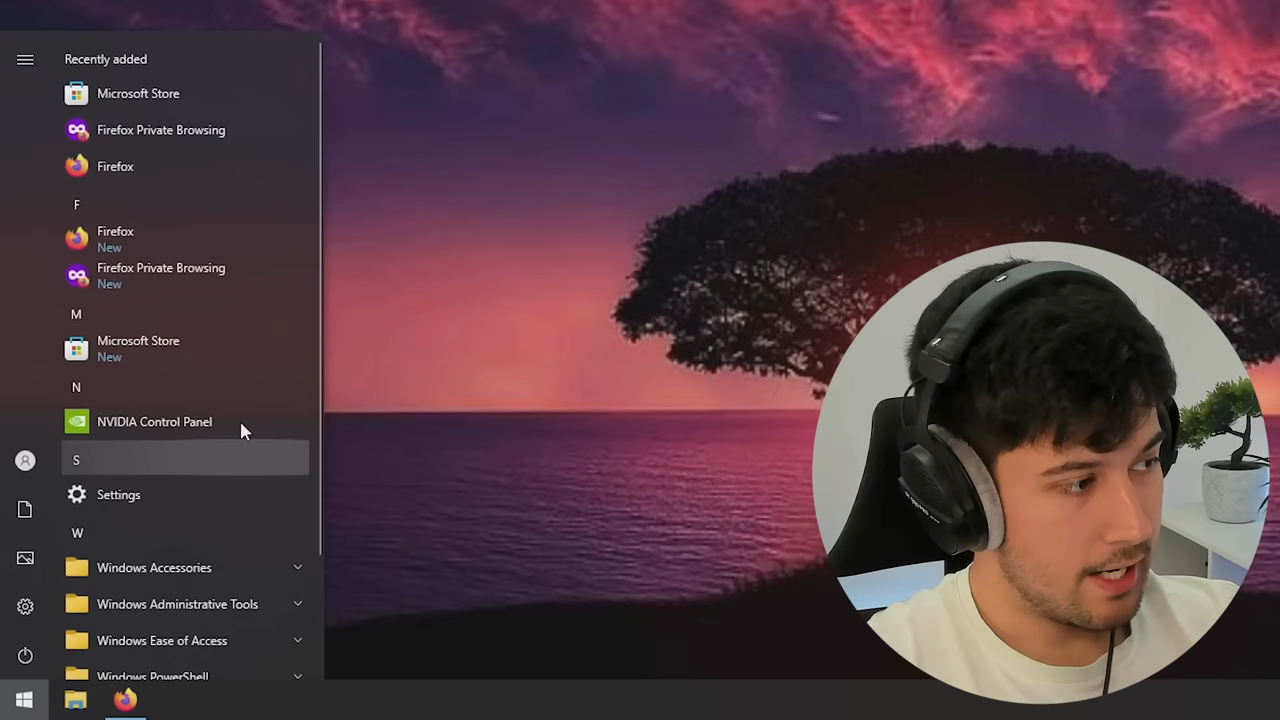 Recently added
Microsoft Store
Firefox Private Browsing
Firefox
F
Firefox
New
Firefox Private Browsing
New
M
Microsoft Store
New
N
NVIDIA Control Panel
S
Settings
W
Windows Accessories
Windows Administrative Tools
Windows Ease of Access
Windows PowerShell